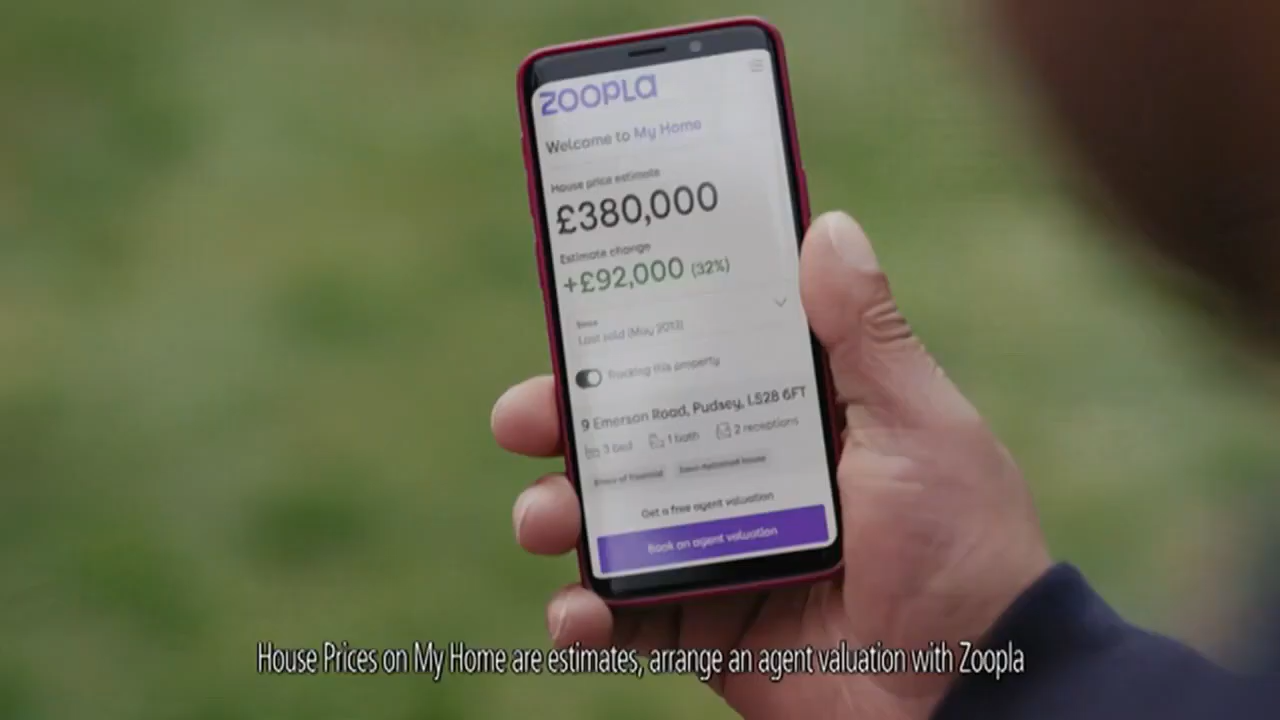 ZOOPLA
Welcome to My Home
House price estimate
£380,000
Estimate change
+£92,000 (32%)
Since
Last sold (May 2013)
Tracking this property
9 Emerson Road, Pudsey, LS28 6FT
3 bed 1 bath 2 receptions
Get a free agent valuation
Book an agent valuation
House Prices on My Home are estimates, arrange an agent valuation with Zoopla